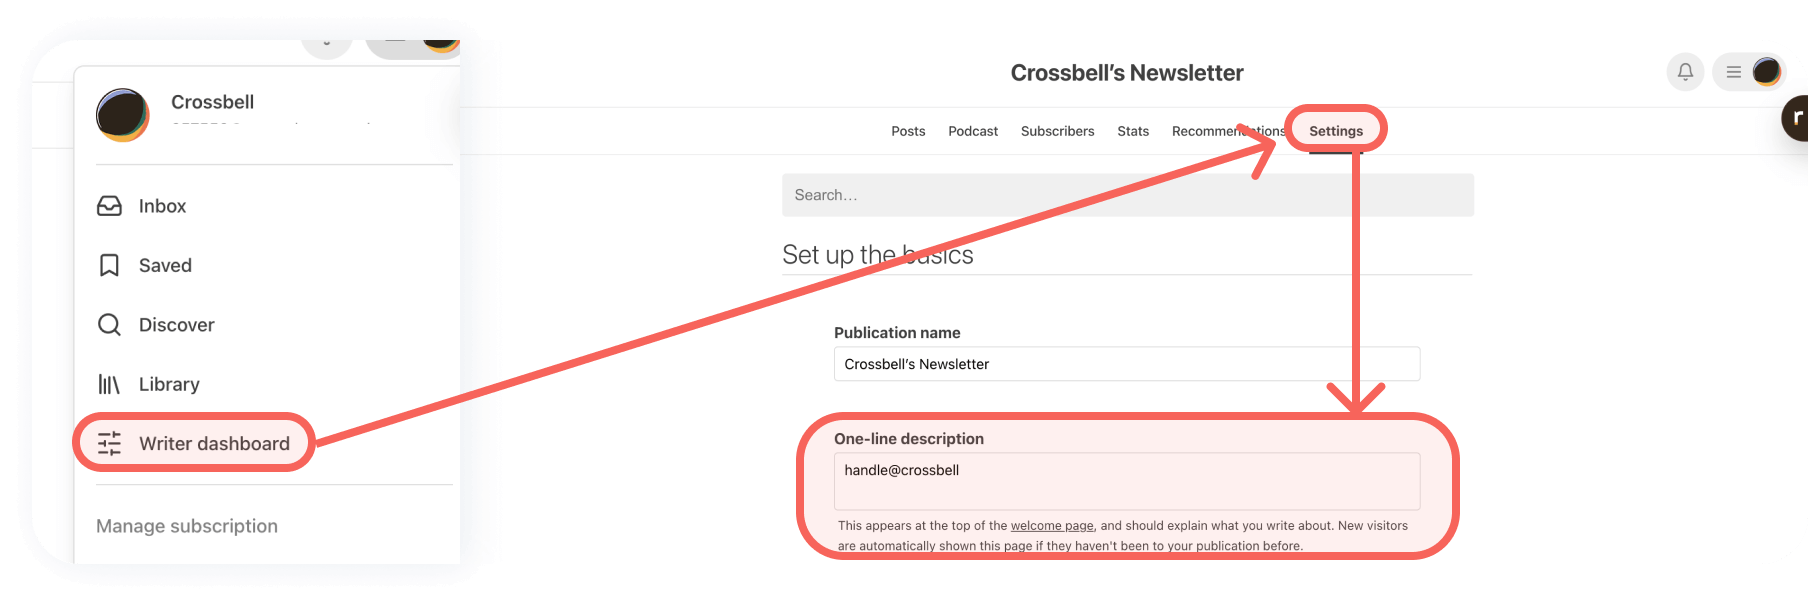 Crossbell
Inbox
Saved
Discover
Library
Writer dashboard
Manage subscription
Crossbell’s Newsletter
Posts Podcast Subscribers Stats Recommendations Settings
Search...
Set up the basics
Publication name
Crossbell’s Newsletter
One-line description
handle@crossbell
This appears at the top of the welcome page, and should explain what you write about. New visitors
are automatically shown this page if they haven't been to your publication before.
r